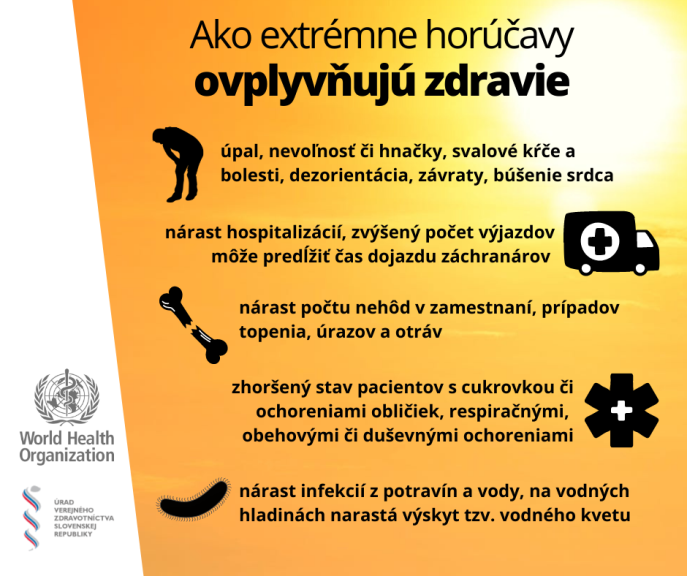 Ako extrémne horúčavy
ovplyvňujú zdravie
úpal, nevoľnosť či hnačky, svalové kŕče a
bolesti, dezorientácia, závraty, búšenie srdca
nárast hospitalizácií, zvýšený počet výjazdov
môže predĺžiť čas dojazdu záchranárov
nárast počtu nehôd v zamestnaní, prípadov
topenia, úrazov a otráv
zhoršený stav pacientov s cukrovkou či
ochoreniami obličiek, respiračnými,
obehovými či duševnými ochoreniami
nárast infekcií z potravín a vody, na vodných
hladinách narastá výskyt tzv. vodného kvetu
World Health
Organization
ÚRAD
VEREJNÉHO
ZDRAVOTNÍCTVA
SLOVENSKEJ
REPUBLIKY